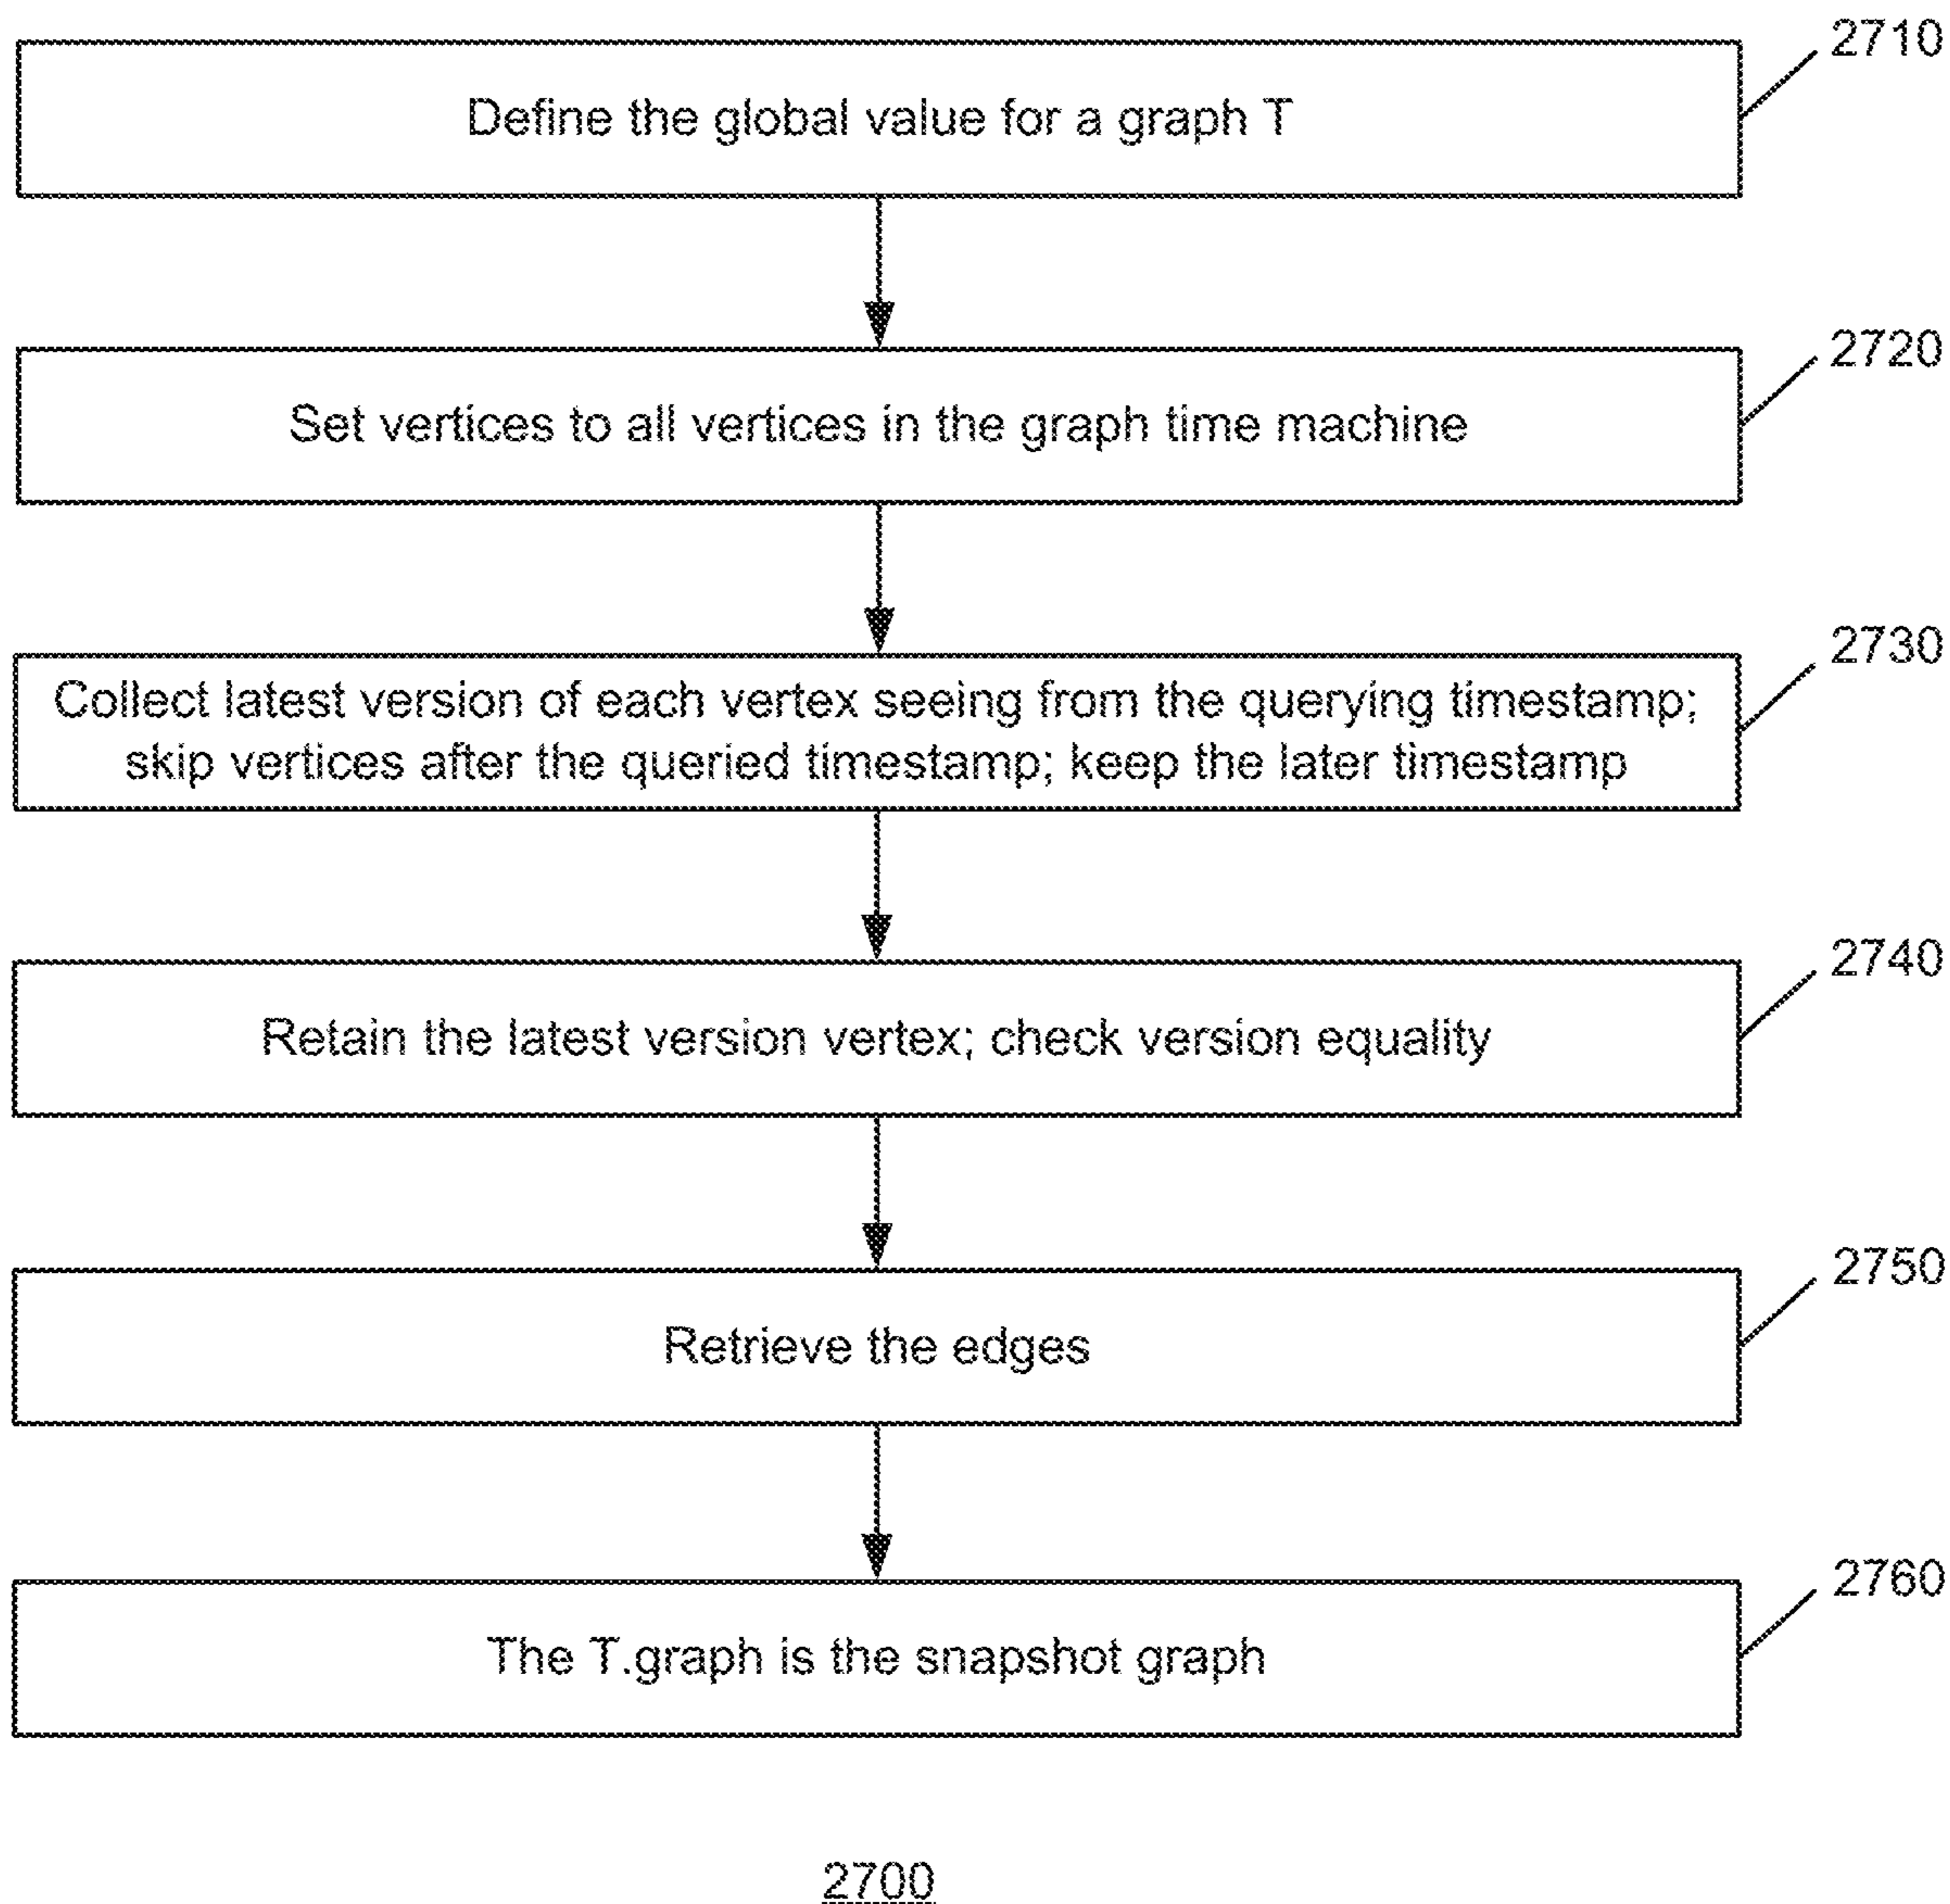 2710
Define the global value for a graph T
2720
Set vertices to all vertices in the graph time machine
2730
Collect latest version of each vertex seeing from the querying timestamp;
skip vertices after the queried timestamp; keep the later timestamp
2740
Retain the latest version vertex; check version equality
2750
Retrieve the edges
2760
The T.graph is the snapshot graph
2700